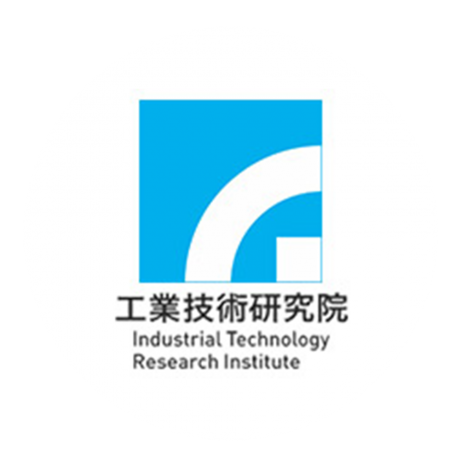 工業技術研究院
Industrial Technology
Research Institute